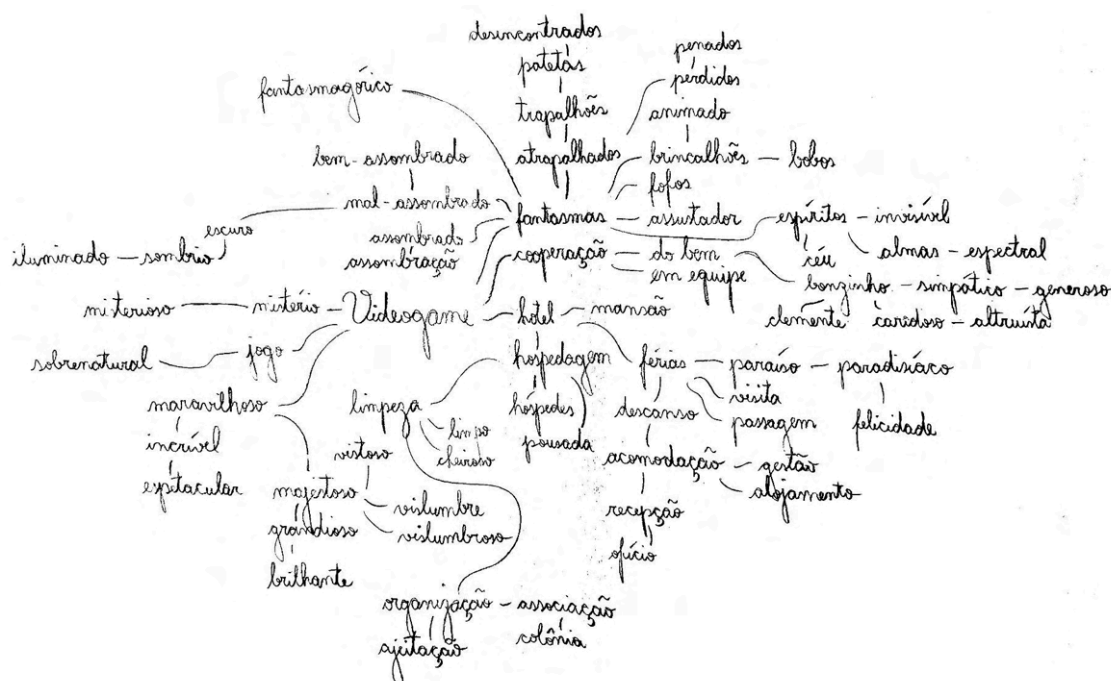 desencontrados
patetas
penados
perdidos
fantasmagórico
trapalhões
animado
bem-assombrado
atrapalhados
brincalhões - bobos
fofos
mal-assombrado
fantasmas - assustador
espíritos - invisível
escuro
assombrado
almas - espectral
iluminado - sombrio
assombração
cooperação - do bem
céu
em equipe
bonzinho - simpático - generoso
misterioso - mistério - Videogame - hotel - mansão
clemente
caridoso - altruísta
sobrenatural - jogo
hospedagem
férias - paraíso - paradisíaco
visita
maravilhoso
limpeza
hóspedes
descanso
passagem
felicidade
incrível
limpo
pousada
vistoso
cheiroso
acomodação - gestão
espetacular
majestoso
vislumbre
alojamento
grandioso
vislumbroso
recepção
ofício
brilhante
organização - associação
ajeitação
colônia